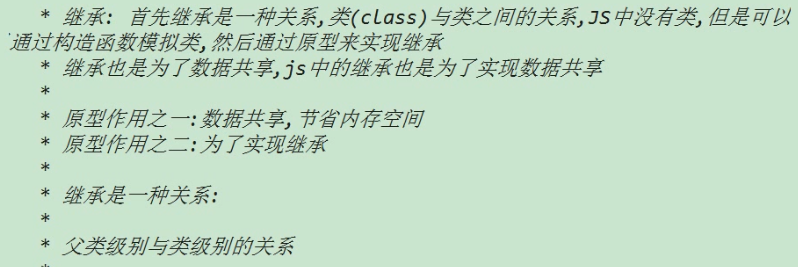 * 继承: 首先继承是一种关系,类(class)与类之间的关系,JS中没有类,但是可以
通过构造函数模拟类,然后通过原型来实现继承
* 继承也是为了数据共享,js中的继承也是为了实现数据共享
*
* 原型作用之一:数据共享,节省内存空间
* 原型作用之二:为了实现继承
*
* 继承是一种关系:
*
* 父类级别与类级别的关系
*